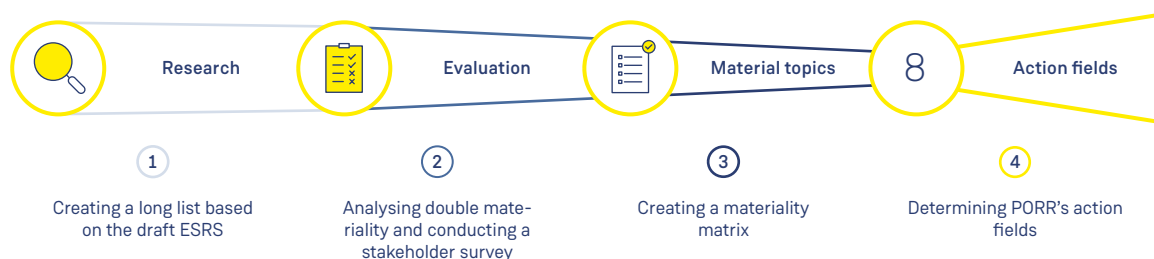 Research
Evaluation
Material topics
8
Action fields
1
2
3
4
Creating a long list based
on the draft ESRS
Analysing double mate-
riality and conducting a
stakeholder survey
Creating a materiality
matrix
Determining PORR's action
fields